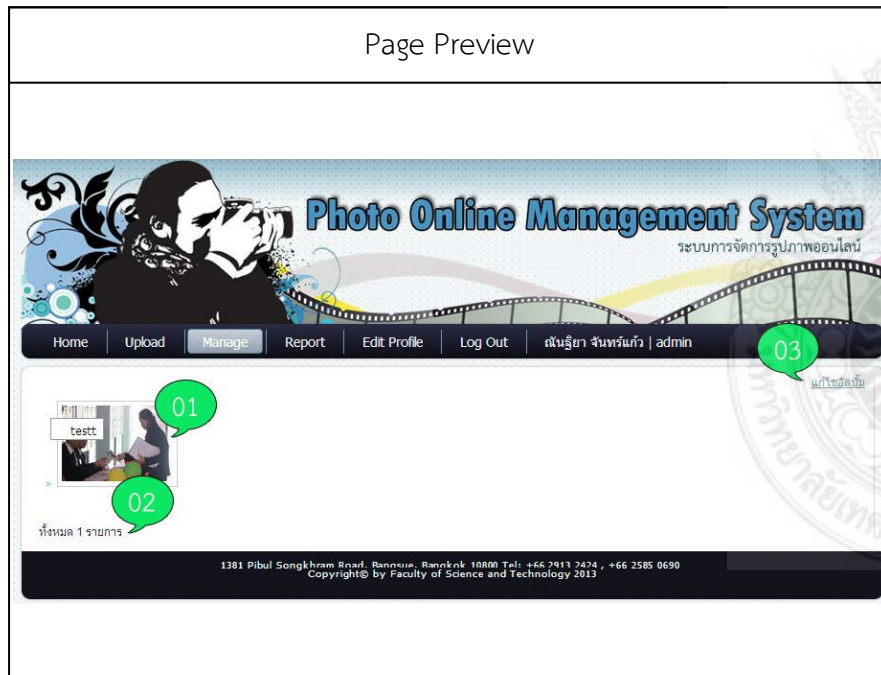 Page Preview
Photo Online Management System
ระบบการจัดการรูปภาพออนไลน์
Home Upload Manage Report Edit Profile Log Out ณันฐิยา จันทร์แก้ว | admin
03
แก้ไขอัลบั้ม
01
testt
02
ทั้งหมด 1 รายการ
1381 Pibul Songkhram Road, Bangsue, Bangkok 10800 Tel: +66 2913 2424 , +66 2585 0690
Copyright© by Faculty of Science and Technology 2013